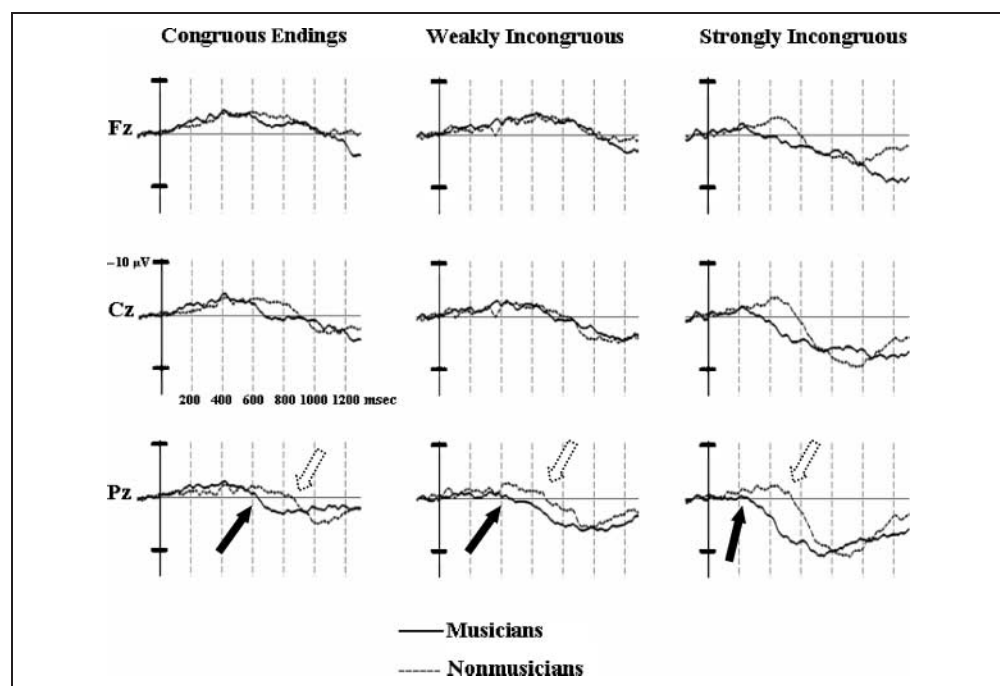 Congruous Endings Weakly Incongruous Strongly Incongruous
Fz
−10 µV
Cz
200 400 600 800 1000 1200 msec
Pz
Musicians
Nonmusicians